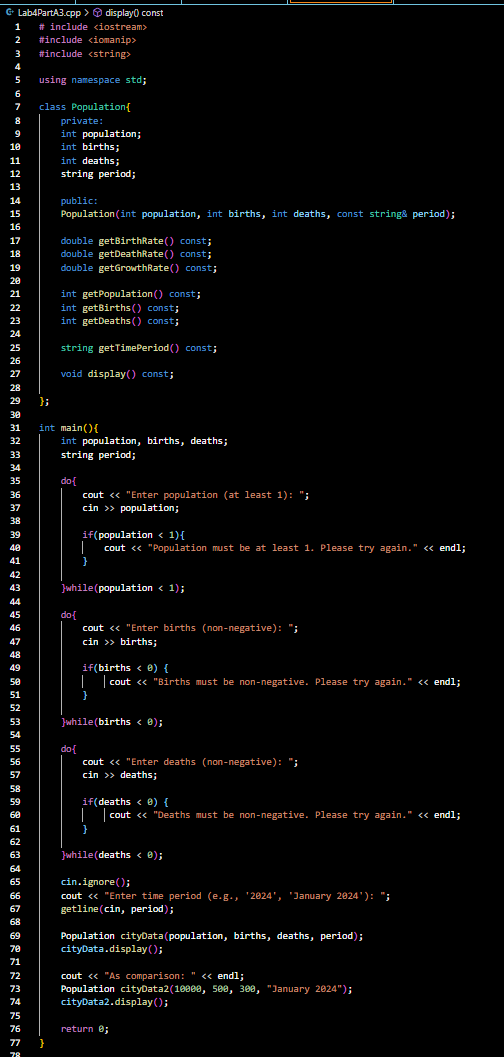 Lab4PartA3.cpp > display() const
1 # include <iostream>
2 #include <iomanip>
3 #include <string>
4
5 using namespace std;
6
7 class Population{
8 private:
9 int population;
10 int births;
11 int deaths;
12 string period;
13
14 public:
15 Population(int population, int births, int deaths, const string& period);
16
17 double getBirthRate() const;
18 double getDeathRate() const;
19 double getGrowthRate() const;
20
21 int getPopulation() const;
22 int getBirths() const;
23 int getDeaths() const;
24
25 string getTimePeriod() const;
26
27 void display() const;
28
29 };
30
31 int main(){
32 int population, births, deaths;
33 string period;
34
35 do{
36 cout << "Enter population (at least 1): ";
37 cin >> population;
38
39 if(population < 1){
40 cout << "Population must be at least 1. Please try again." << endl;
41 }
42
43 }while(population < 1);
44
45 do{
46 cout << "Enter births (non-negative): ";
47 cin >> births;
48
49 if(births < 0) {
50 cout << "Births must be non-negative. Please try again." << endl;
51 }
52
53 }while(births < 0);
54
55 do{
56 cout << "Enter deaths (non-negative): ";
57 cin >> deaths;
58
59 if(deaths < 0) {
60 cout << "Deaths must be non-negative. Please try again." << endl;
61 }
62
63 }while(deaths < 0);
64
65 cin.ignore();
66 cout << "Enter time period (e.g., '2024', 'January 2024'): ";
67 getline(cin, period);
68
69 Population cityData(population, births, deaths, period);
70 cityData.display();
71
72 cout << "As comparison: " << endl;
73 Population cityData2(10000, 500, 300, "January 2024");
74 cityData2.display();
75
76 return 0;
77 }
78